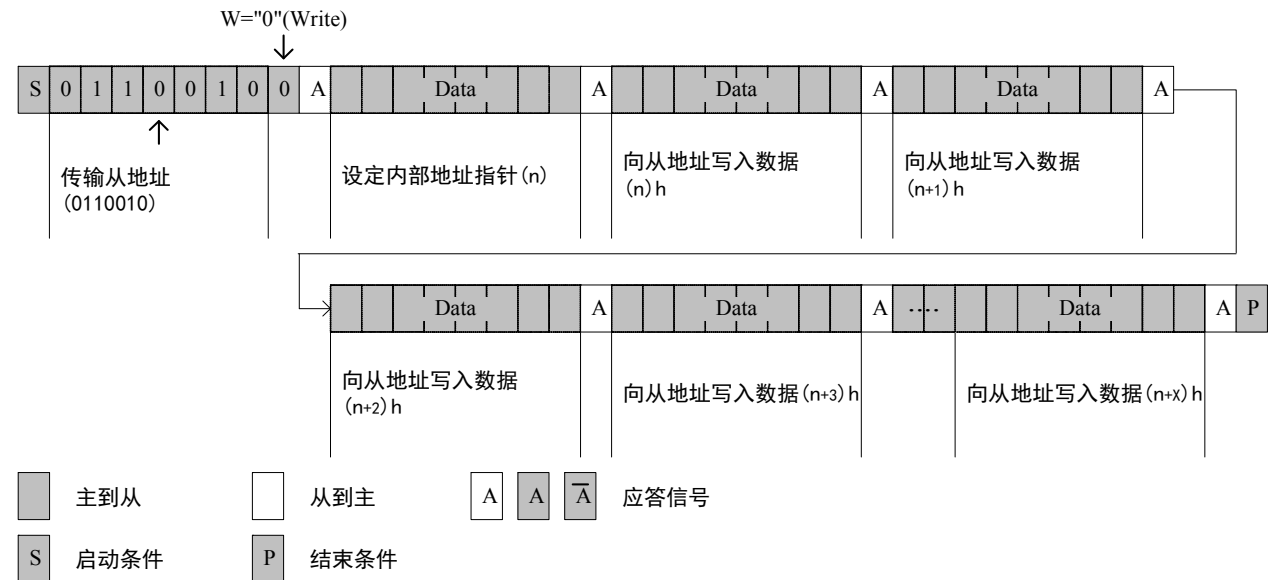 W="0"(Write)
S 0 1 1 0 0 1 0 0 A Data A Data A Data A
传输从地址
(0110010)
设定内部地址指针(n)
向从地址写入数据
(n)h
向从地址写入数据
(n+1)h
Data A Data A .... Data A P
向从地址写入数据
(n+2)h
向从地址写入数据(n+3)h
向从地址写入数据(n+X)h
主到从 从到主 A A A̅ 应答信号
S 启动条件 P 结束条件